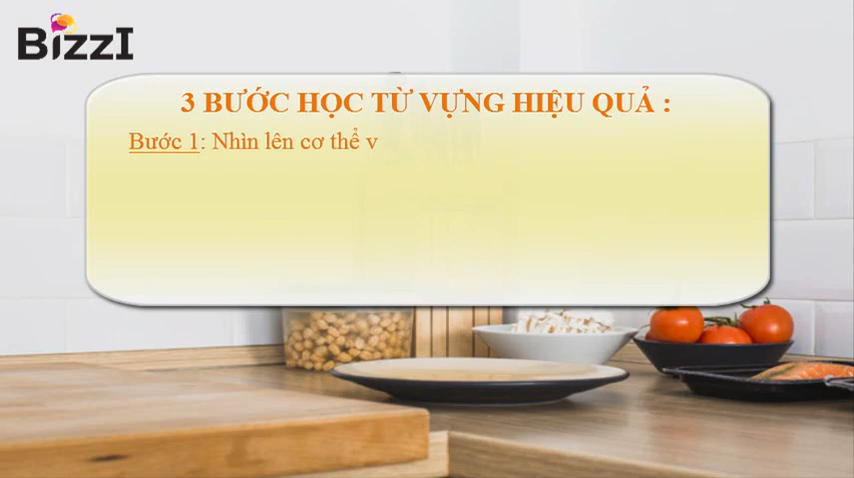 BizzI
3 BƯỚC HỌC TỪ VỰNG HIỆU QUẢ :
Bước 1: Nhìn lên cơ thể v